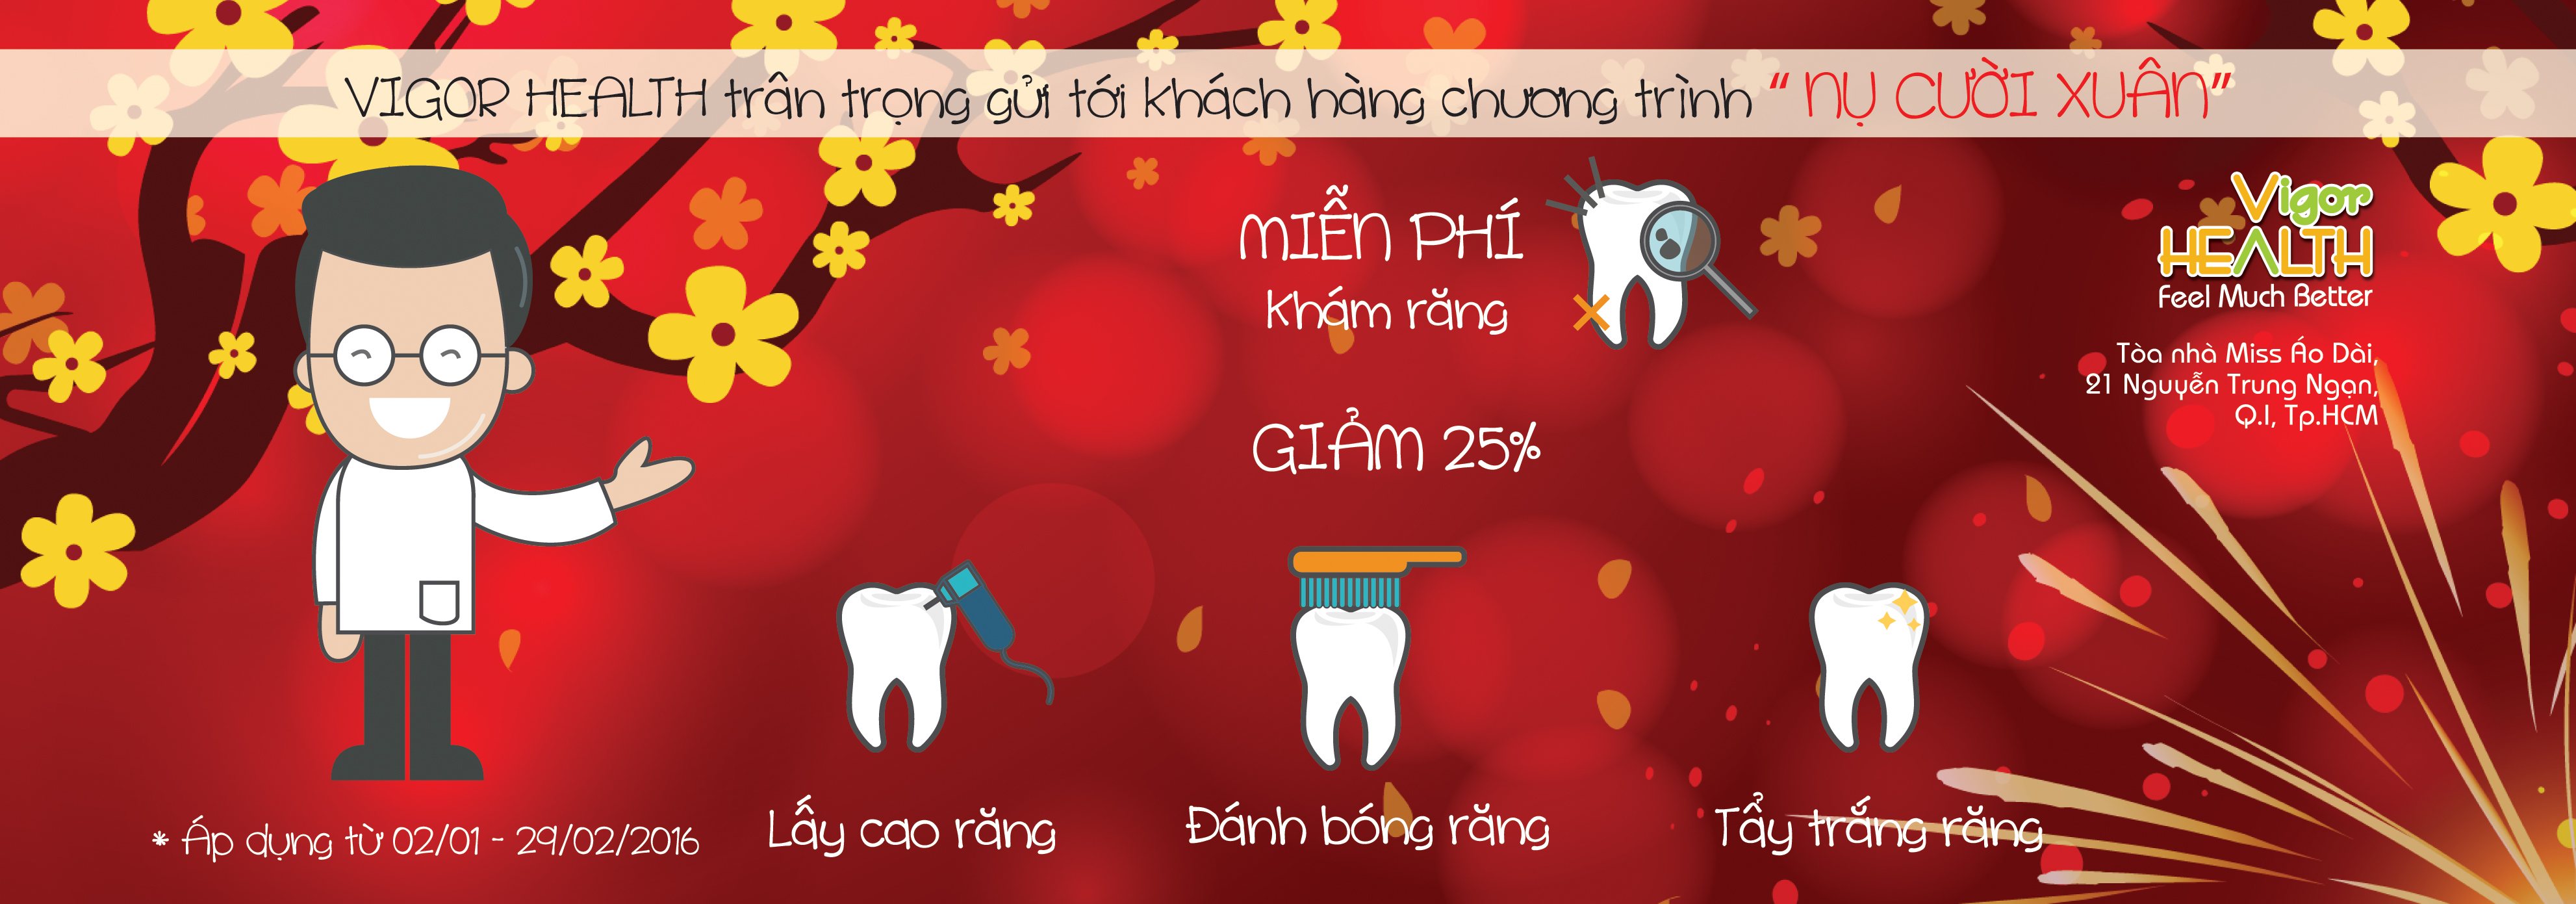 VIGOR HEALTH trân trọng gửi tới khách hàng chương trình “ NỤ CƯỜI XUÂN”
MIỄN PHÍ
Khám răng
Vigor
HEALTH
Feel Much Better
Tòa nhà Miss Áo Dài,
21 Nguyễn Trung Ngạn,
Q.1, Tp.HCM
GIẢM 25%
Lấy cao răng
Đánh bóng răng
Tẩy trắng răng
* Áp dụng từ 02/01 - 29/02/2016